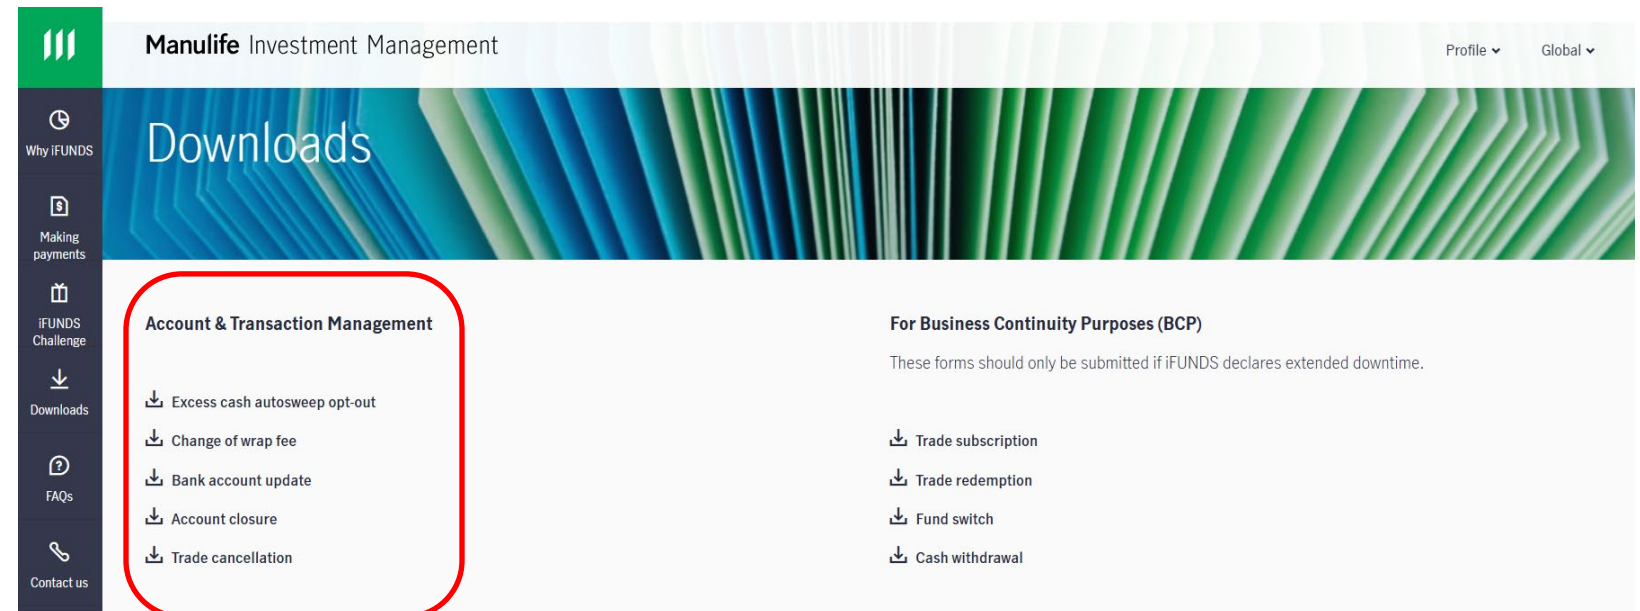 Manulife Investment Management
Profile
Global
Why iFUNDS
Making
payments
iFUNDS
Challenge
Downloads
FAQs
Contact us
Downloads
Account & Transaction Management
Excess cash autosweep opt-out
Change of wrap fee
Bank account update
Account closure
Trade cancellation
For Business Continuity Purposes (BCP)
These forms should only be submitted if iFUNDS declares extended downtime.
Trade subscription
Trade redemption
Fund switch
Cash withdrawal